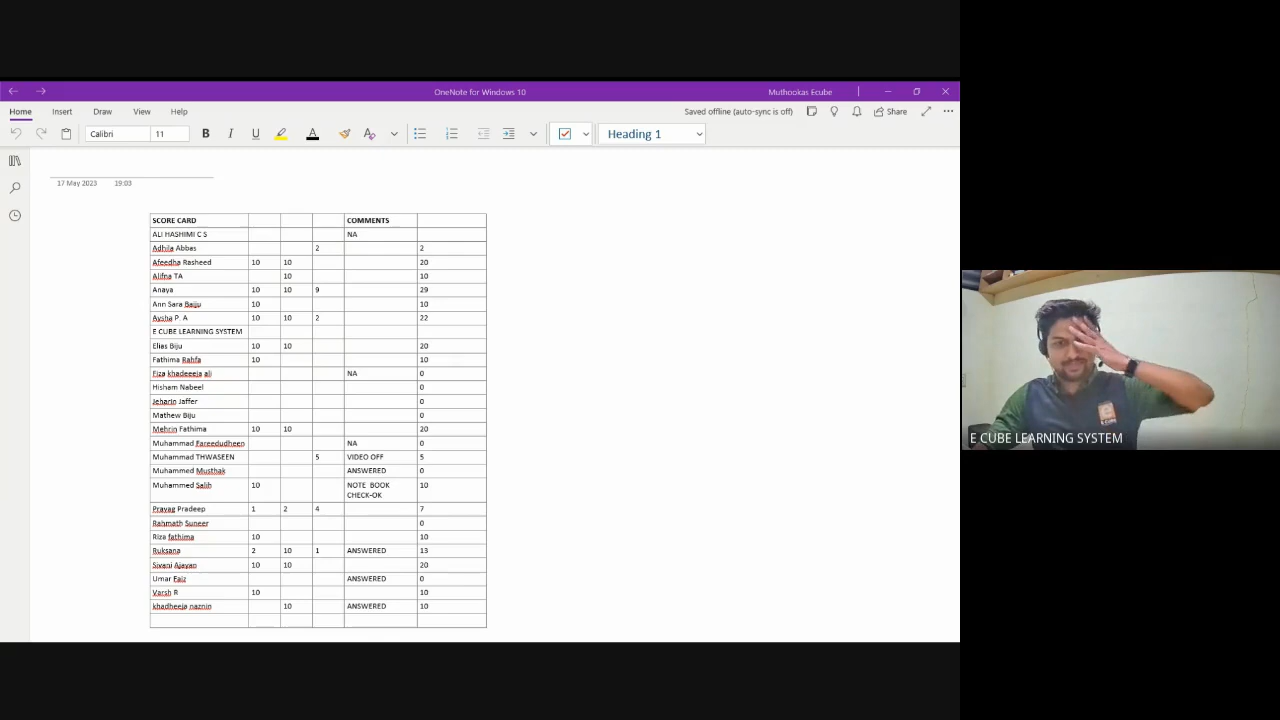 OneNote for Windows 10
Muthookas Ecube
Home Insert Draw View Help
Saved offline (auto-sync is off)
Share
Calibri 11 B I U A Heading 1
17 May 2023 19:03
SCORE CARD COMMENTS
ALI HASHIMI C S NA
Adhila Abbas 2 2
Afeedha Rasheed 10 10 20
Alifna TA 10 10
Anaya 10 10 9 29
Ann Sara Baiju 10 10
Aysha P. A 10 10 2 22
E CUBE LEARNING SYSTEM
Elias Biju 10 10 20
Fathima Rahfa 10 10
Fiza khadeeeja ali NA 0
Hisham Nabeel 0
Jeharin Jaffer 0
Mathew Biju 0
Mehrin Fathima 10 10 20
Muhammad Fareedudheen NA 0
Muhammad THWASEEN 5 VIDEO OFF 5
Muhammed Musthak ANSWERED 0
Muhammed Salih 10 NOTE BOOK 10
CHECK-OK
Prayag Pradeep 1 2 4 7
Rahmath Suneer 0
Riza fathima 10 10
Ruksana 2 10 1 ANSWERED 13
Sivani Ajayan 10 10 20
Umar Faiz ANSWERED 0
Varsh R 10 10
khadheeja naznin 10 ANSWERED 10
E CUBE LEARNING SYSTEM